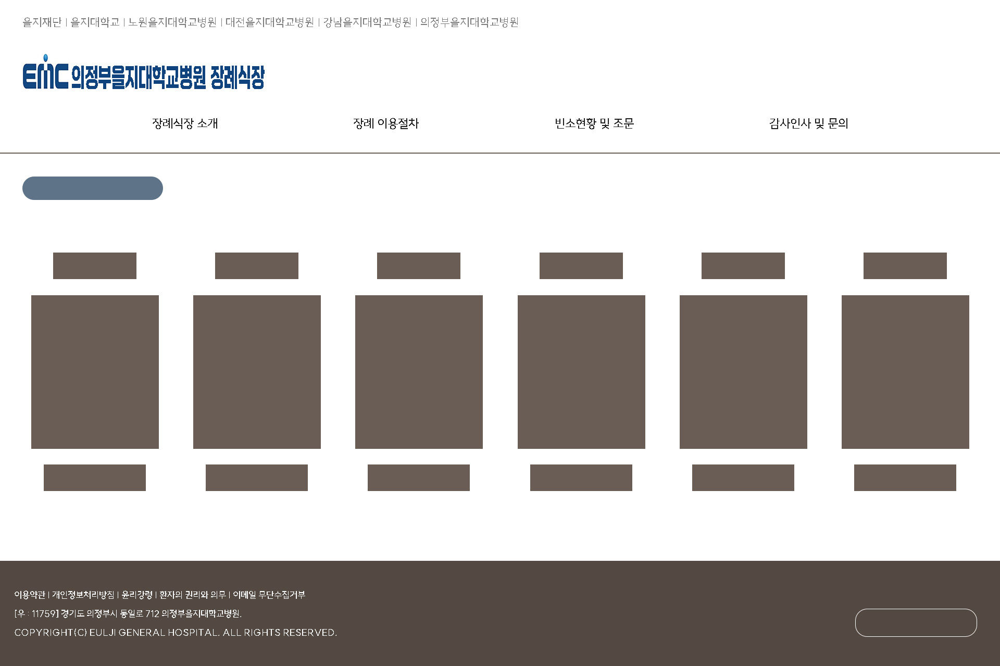 을지재단 | 을지대학교 | 노원을지대학교병원 | 대전을지대학교병원 | 강남을지대학교병원 | 의정부을지대학교병원
EMC 의정부을지대학교병원 장례식장
장례식장 소개 장례 이용절차 빈소현황 및 조문 감사인사 및 문의
이용약관 | 개인정보처리방침 | 윤리강령 | 환자의 권리와 의무 | 이메일 무단수집거부
[우 : 11759] 경기도 의정부시 동일로 712 의정부을지대학교병원.
COPYRIGHT(C) EULJI GENERAL HOSPITAL. ALL RIGHTS RESERVED.